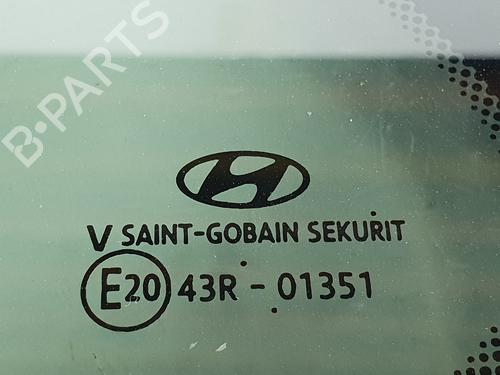 B-PARTS
V SAINT-GOBAIN SEKURIT
E20 43R - 01351